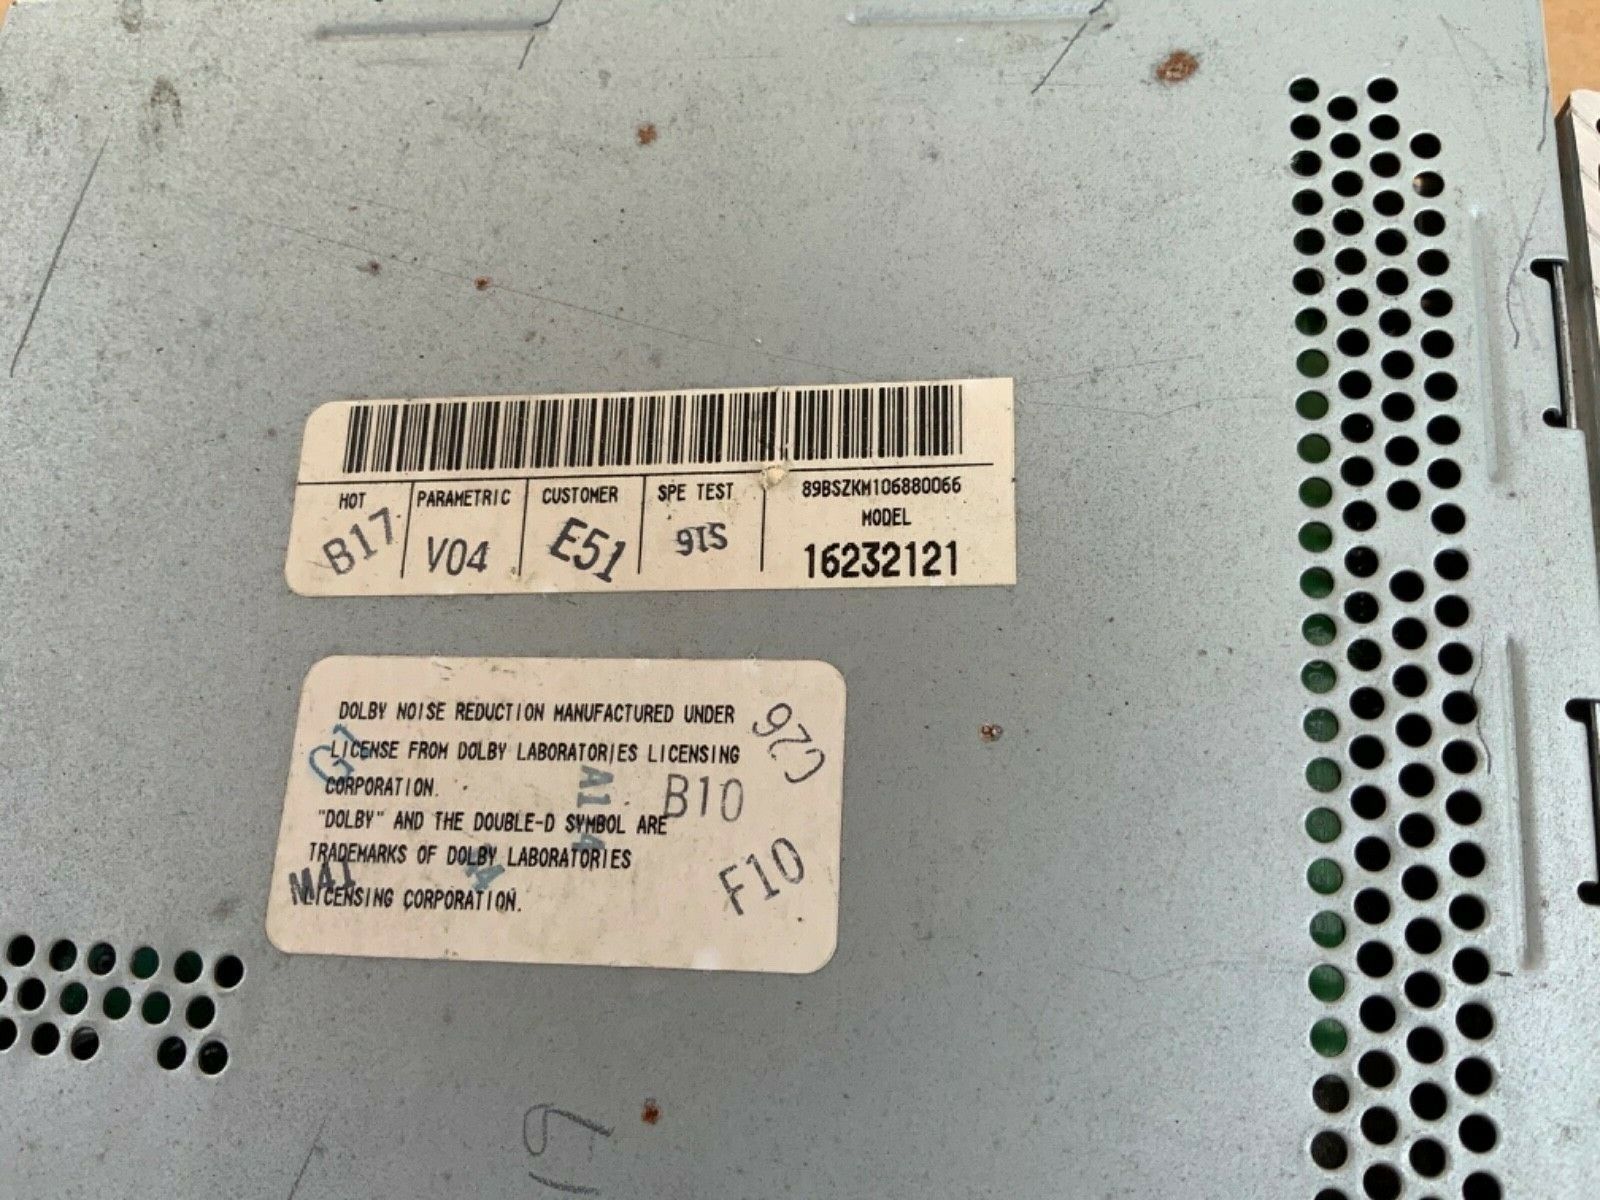 HOT PARAMETRIC CUSTOMER SPE TEST 89BSZKM106880066
MODEL
B17 V04 E51 S16 16232121
DOLBY NOISE REDUCTION MANUFACTURED UNDER
LICENSE FROM DOLBY LABORATORIES LICENSING
CORPORATION.
"DOLBY" AND THE DOUBLE-D SYMBOL ARE
TRADEMARKS OF DOLBY LABORATORIES
LICENSING CORPORATION.
C26
B10
A14
F10
M41